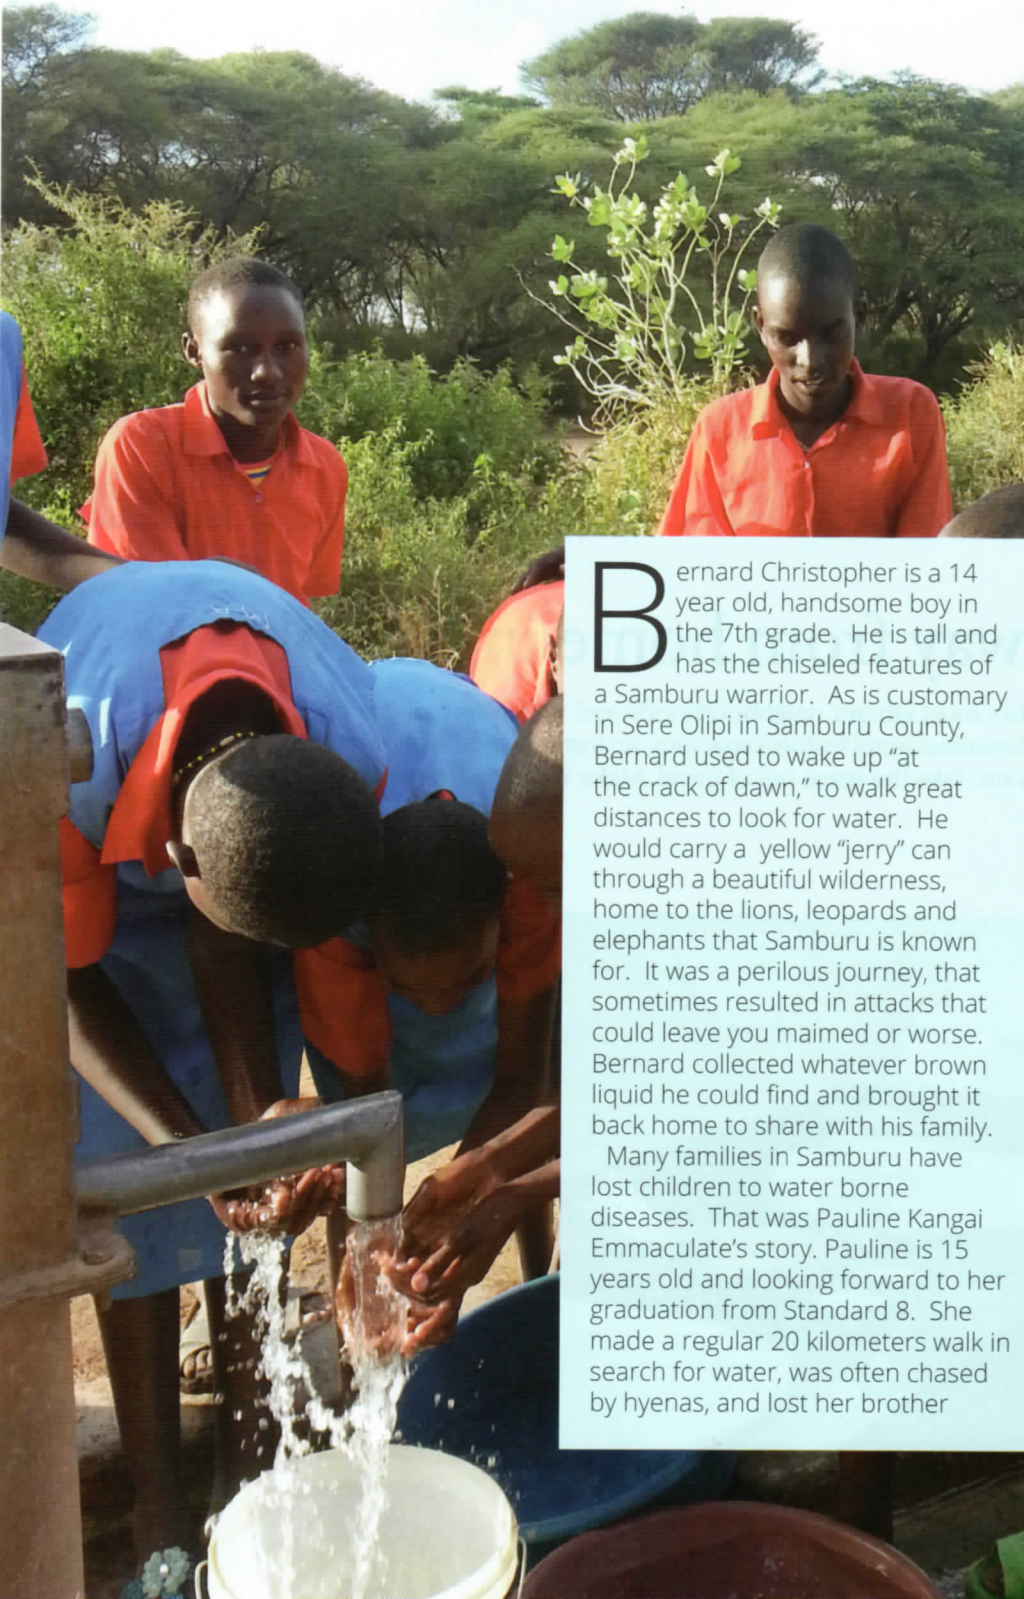 Bernard Christopher is a 14
year old, handsome boy in
the 7th grade.  He is tall and
has the chiseled features of
a Samburu warrior.  As is customary
in Sere Olipi in Samburu County,
Bernard used to wake up “at
the crack of dawn,” to walk great
distances to look for water.  He
would carry a  yellow “jerry” can
through a beautiful wilderness,
home to the lions, leopards and
elephants that Samburu is known
for.  It was a perilous journey, that
sometimes resulted in attacks that
could leave you maimed or worse.
Bernard collected whatever brown
liquid he could find and brought it
back home to share with his family.
Many families in Samburu have
lost children to water borne
diseases.  That was Pauline Kangai
Emmaculate’s story. Pauline is 15
years old and looking forward to her
graduation from Standard 8.  She
made a regular 20 kilometers walk in
search for water, was often chased
by hyenas, and lost her brother